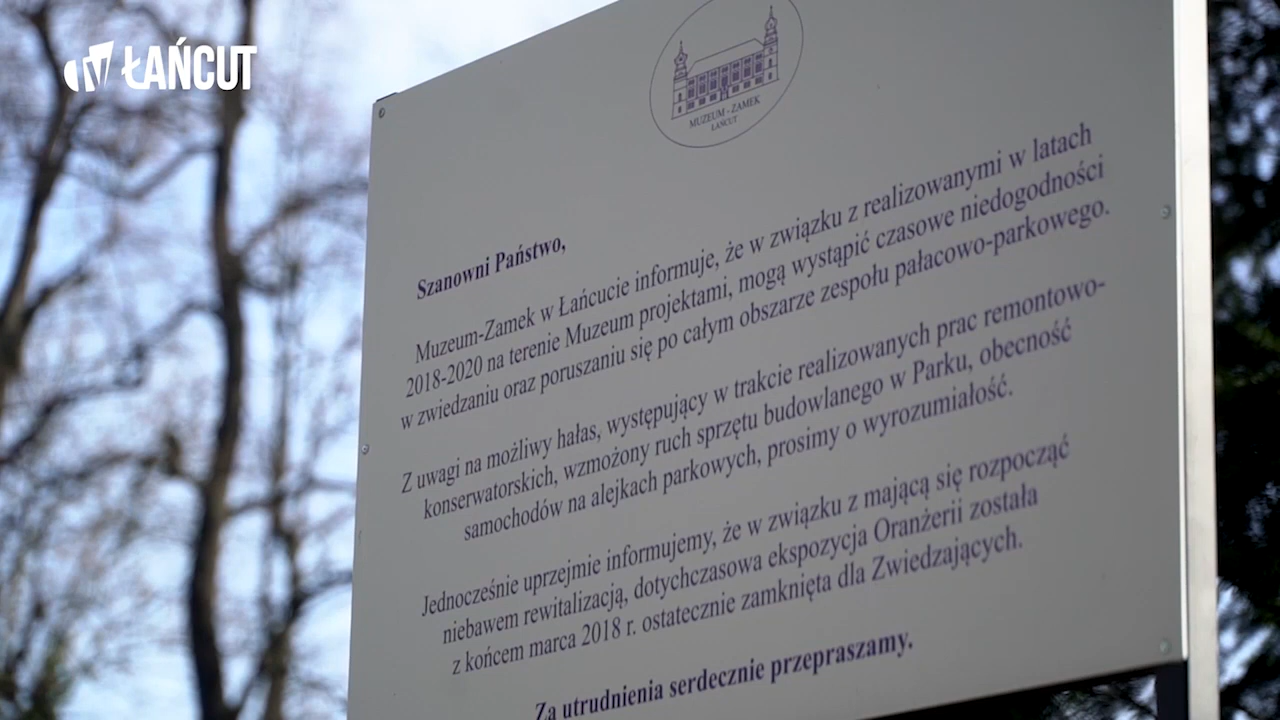 ŁAŃCUT
MUZEUM - ZAMEK
ŁAŃCUT
Szanowni Państwo,
Muzeum-Zamek w Łańcucie informuje, że w związku z realizowanymi w latach
2018-2020 na terenie Muzeum projektami, mogą wystąpić czasowe niedogodności
w zwiedzaniu oraz poruszaniu się po całym obszarze zespołu pałacowo-parkowego.
Z uwagi na możliwy hałas, występujący w trakcie realizowanych prac remontowo-
konserwatorskich, wzmożony ruch sprzętu budowlanego w Parku, obecność
samochodów na alejkach parkowych, prosimy o wyrozumiałość.
Jednocześnie uprzejmie informujemy, że w związku z mającą się rozpocząć
niebawem rewitalizacją, dotychczasowa ekspozycja Oranżerii została
z końcem marca 2018 r. ostatecznie zamknięta dla Zwiedzających.
Za utrudnienia serdecznie przepraszamy.